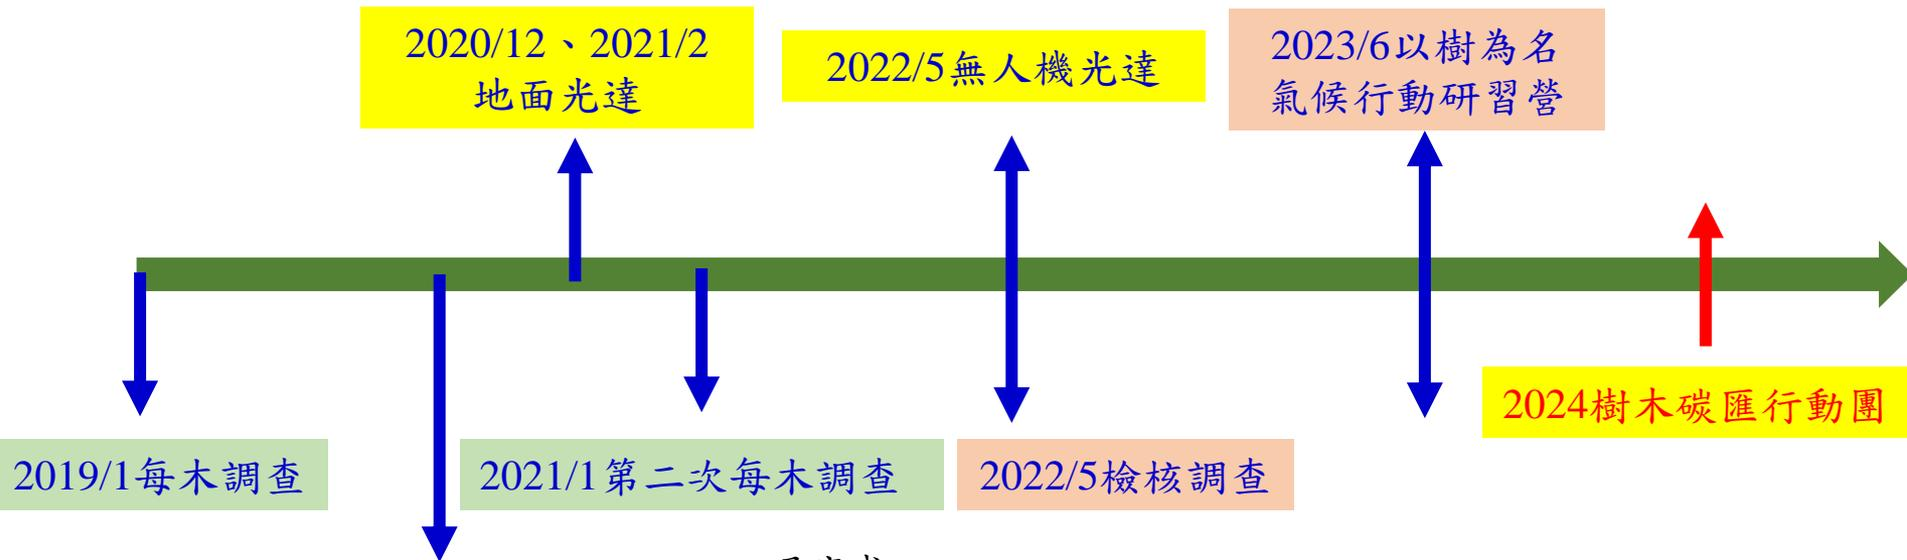 2020/12、2021/2
地面光達
2022/5無人機光達
2023/6以樹為名
氣候行動研習營
2024樹木碳匯行動團
2019/1每木調查
2021/1第二次每木調查
2022/5檢核調查